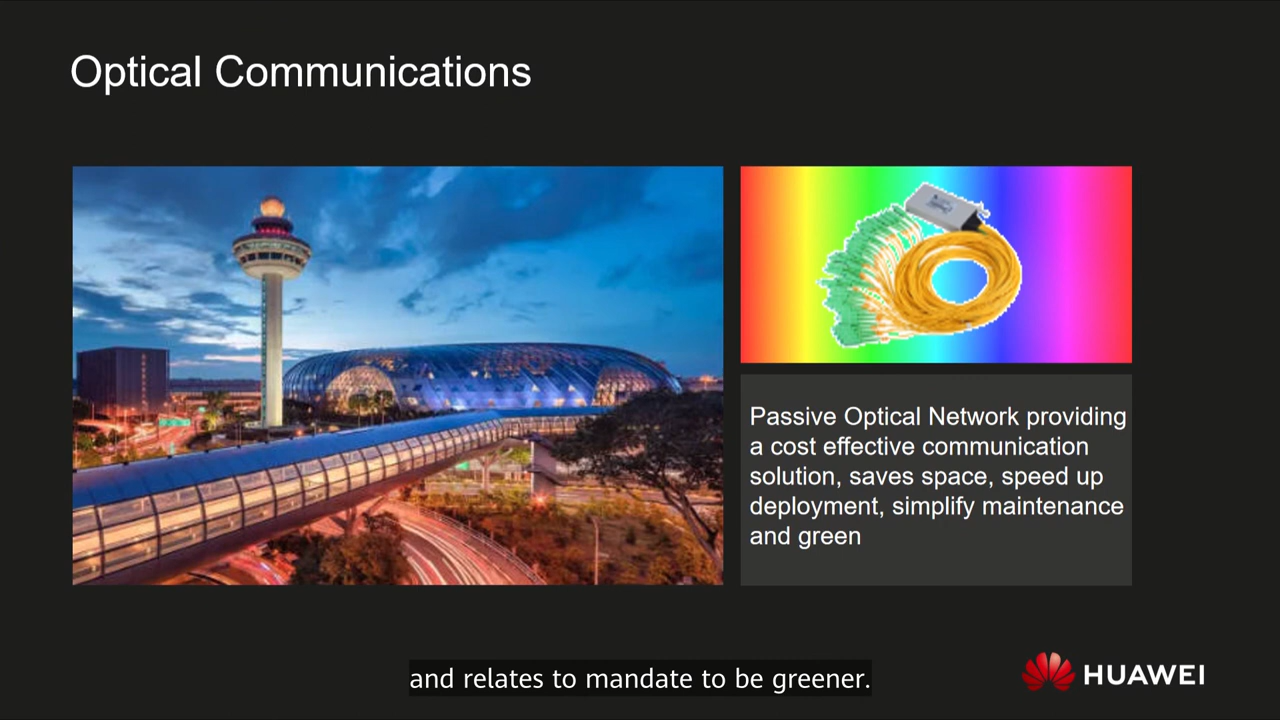 Optical Communications
Passive Optical Network providing
a cost effective communication
solution, saves space, speed up
deployment, simplify maintenance
and green
and relates to mandate to be greener.
HUAWEI